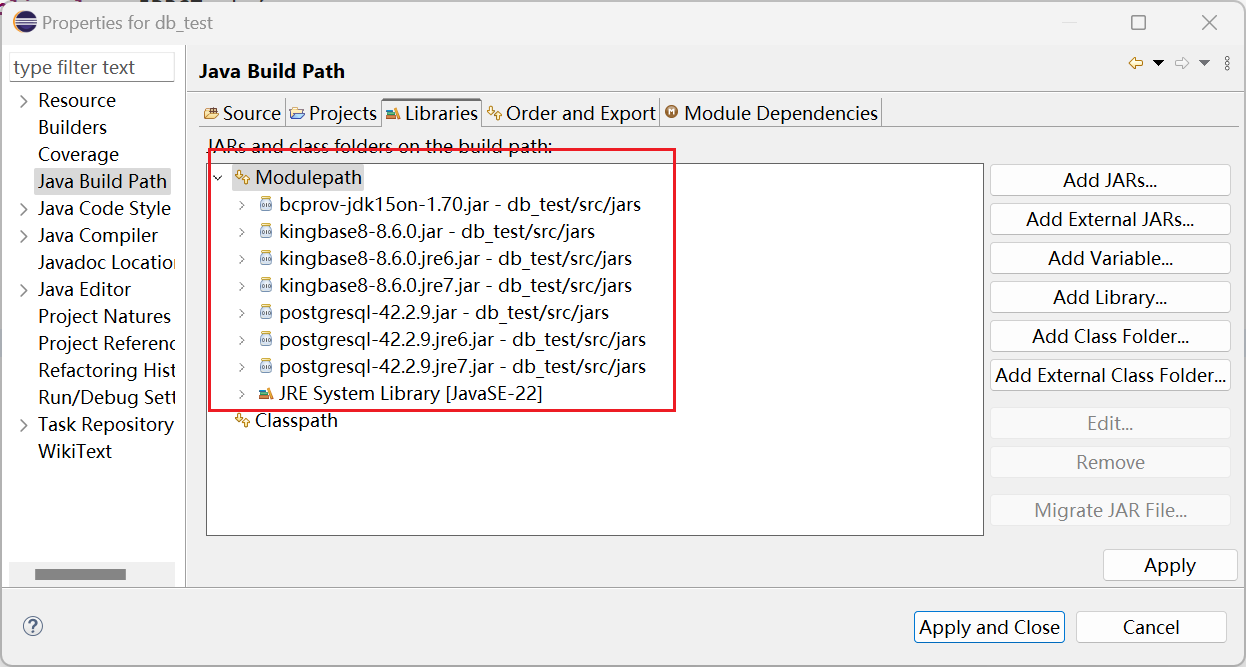 Properties for db_test
type filter text
Resource
Builders
Coverage
Java Build Path
Java Code Style
Java Compiler
Javadoc Location
Java Editor
Project Natures
Project Referenc
Refactoring Hist
Run/Debug Sett
Task Repository
WikiText
Java Build Path
Source Projects Libraries Order and Export Module Dependencies
JARs and class folders on the build path:
Modulepath
bcprov-jdk15on-1.70.jar - db_test/src/jars
kingbase8-8.6.0.jar - db_test/src/jars
kingbase8-8.6.0.jre6.jar - db_test/src/jars
kingbase8-8.6.0.jre7.jar - db_test/src/jars
postgresql-42.2.9.jar - db_test/src/jars
postgresql-42.2.9.jre6.jar - db_test/src/jars
postgresql-42.2.9.jre7.jar - db_test/src/jars
JRE System Library [JavaSE-22]
Classpath
Add JARs...
Add External JARs...
Add Variable...
Add Library...
Add Class Folder...
Add External Class Folder...
Edit...
Remove
Migrate JAR File...
Apply
Apply and Close
Cancel